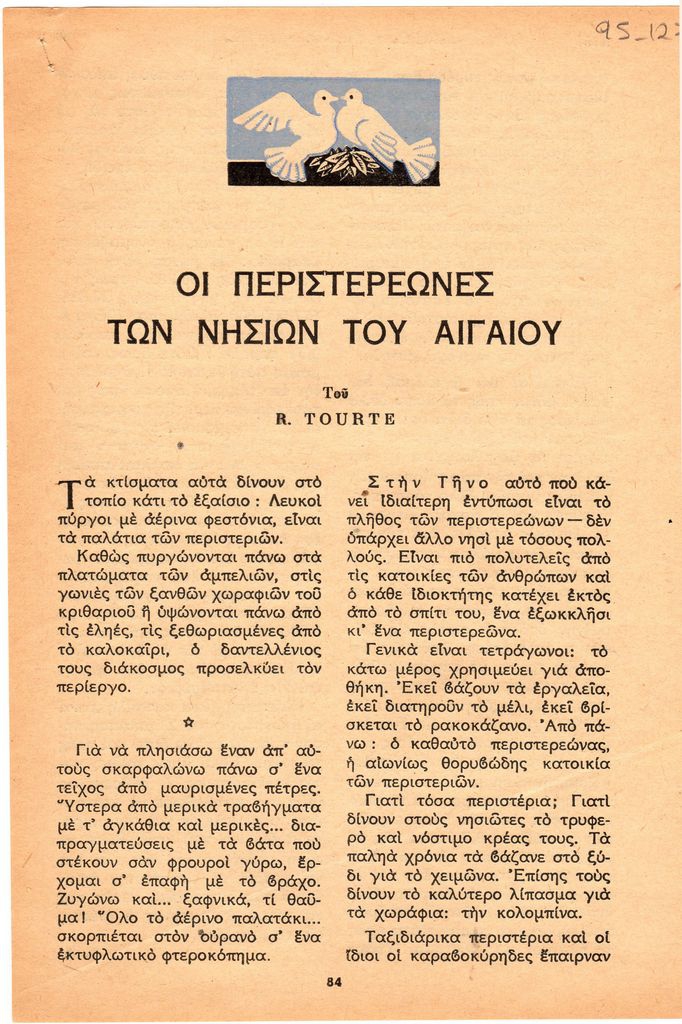 95-12
ΟΙ ΠΕΡΙΣΤΕΡΕΩΝΕΣ
ΤΩΝ ΝΗΣΙΩΝ ΤΟΥ ΑΙΓΑΙΟΥ
Τοῦ
R. TOURTE
Τὰ κτίσματα αὐτὰ δίνουν στὸ
τοπίο κάτι τὸ ἐξαίσιο : Λευκοὶ
πύργοι μὲ ἀέρινα φεστόνια, εἶναι
τὰ παλάτια τῶν περιστεριῶν.
Καθὼς πυργώνονται πάνω στὰ
πλατώματα τῶν ἀμπελιῶν, στὶς
γωνιὲς τῶν ξανθῶν χωραφιῶν τοῦ
κριθαριοῦ ἢ ὑψώνονται πάνω ἀπὸ
τὶς ἐληές, τὶς ξεθωριασμένες ἀπὸ
τὸ καλοκαῖρι, ὁ δαντελλένιος
τους διάκοσμος προσελκύει τὸν
περίεργο.
☆
Γιὰ νὰ πλησιάσω ἕναν ἀπ' αὐ-
τοὺς σκαρφαλώνω πάνω σ' ἕνα
τεῖχος ἀπὸ μαυρισμένες πέτρες.
Ὕστερα ἀπὸ μερικὰ τραβήγματα
μὲ τ' ἀγκάθια καὶ μερικὲς... δια-
πραγματεύσεις μὲ τὰ βάτα ποὺ
στέκουν σὰν φρουροὶ γύρω, ἔρ-
χομαι σ' ἐπαφὴ μὲ τὸ βράχο.
Ζυγώνω καὶ... ξαφνικά, τί θαῦ-
μα! Ὅλο τὸ ἀέρινο παλατάκι...
σκορπιέται στὸν οὐρανὸ σ' ἕνα
ἐκτυφλωτικὸ φτεροκόπημα.
Στὴν Τῆνο αὐτὸ ποὺ κά-
νει ἰδιαίτερη ἐντύπωσι εἶναι τὸ
πλῆθος τῶν περιστερεώνων — δὲν
ὑπάρχει ἄλλο νησὶ μὲ τόσους πολ-
λούς. Εἶναι πιὸ πολυτελεῖς ἀπὸ
τὶς κατοικίες τῶν ἀνθρώπων καὶ
ὁ κάθε ἰδιοκτήτης κατέχει ἐκτὸς
ἀπὸ τὸ σπίτι του, ἕνα ἐξωκκλῆσι
κι' ἕνα περιστερεῶνα.
Γενικὰ εἶναι τετράγωνοι: τὸ
κάτω μέρος χρησιμεύει γιά ἀπο-
θήκη. Ἐκεῖ βάζουν τὰ ἐργαλεῖα,
ἐκεῖ διατηροῦν τὸ μέλι, ἐκεῖ βρί-
σκεται τὸ ρακοκάζανο. Ἀπὸ πά-
νω : ὁ καθαὐτὸ περιστερεώνας,
ἡ αἰωνίως θορυβώδης κατοικία
τῶν περιστεριῶν.
Γιατὶ τόσα περιστέρια; Γιατὶ
δίνουν στοὺς νησιῶτες τὸ τρυφε-
ρὸ καὶ νόστιμο κρέας τους. Τὰ
παληὰ χρόνια τὰ βάζανε στὸ ξύ-
δι γιὰ τὸ χειμῶνα. Ἐπίσης τοὺς
δίνουν τὸ καλύτερο λίπασμα γιὰ
τὰ χωράφια: τὴν κολομπίνα.
Ταξιδιάρικα περιστέρια καὶ οἱ
ἴδιοι οἱ καραβοκύρηδες ἔπαιρναν
84